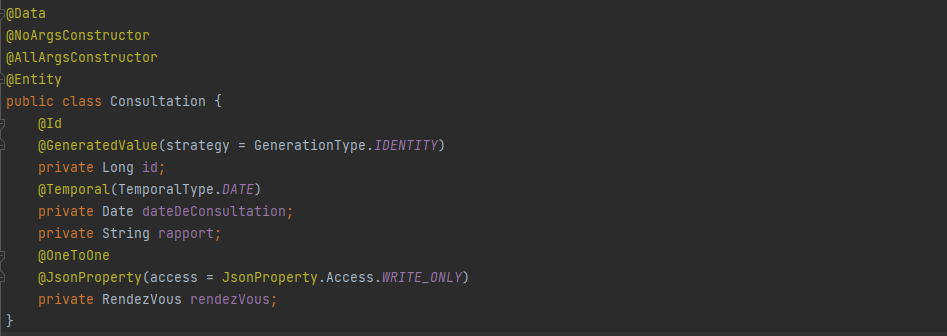 @Data
@NoArgsConstructor
@AllArgsConstructor
@Entity
public class Consultation {
    @Id
    @GeneratedValue(strategy = GenerationType.IDENTITY)
    private Long id;
    @Temporal(TemporalType.DATE)
    private Date dateDeConsultation;
    private String rapport;
    @OneToOne
    @JsonProperty(access = JsonProperty.Access.WRITE_ONLY)
    private RendezVous rendezVous;
}